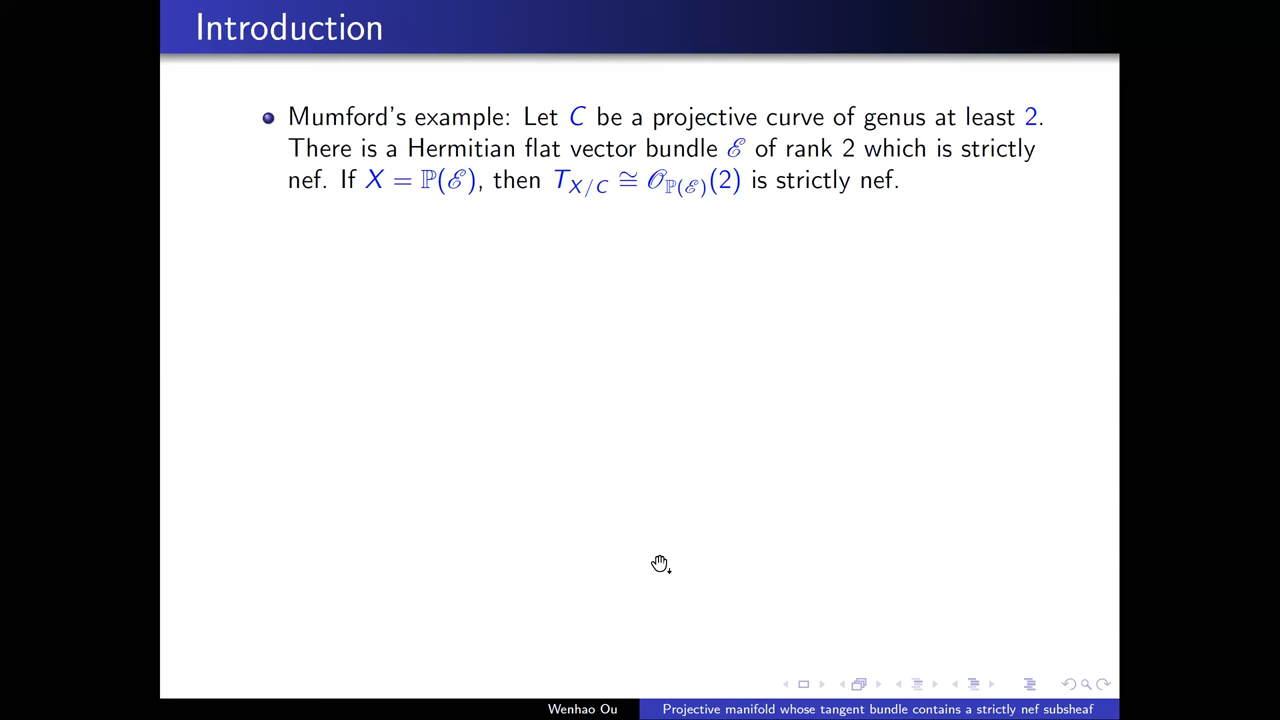 Introduction
Mumford's example: Let C be a projective curve of genus at least 2.
There is a Hermitian flat vector bundle ℰ of rank 2 which is strictly
nef. If X = ℙ(ℰ), then T_{X/C} ≅ 𝒪_{ℙ(ℰ)}(2) is strictly nef.
Wenhao Ou Projective manifold whose tangent bundle contains a strictly nef subsheaf